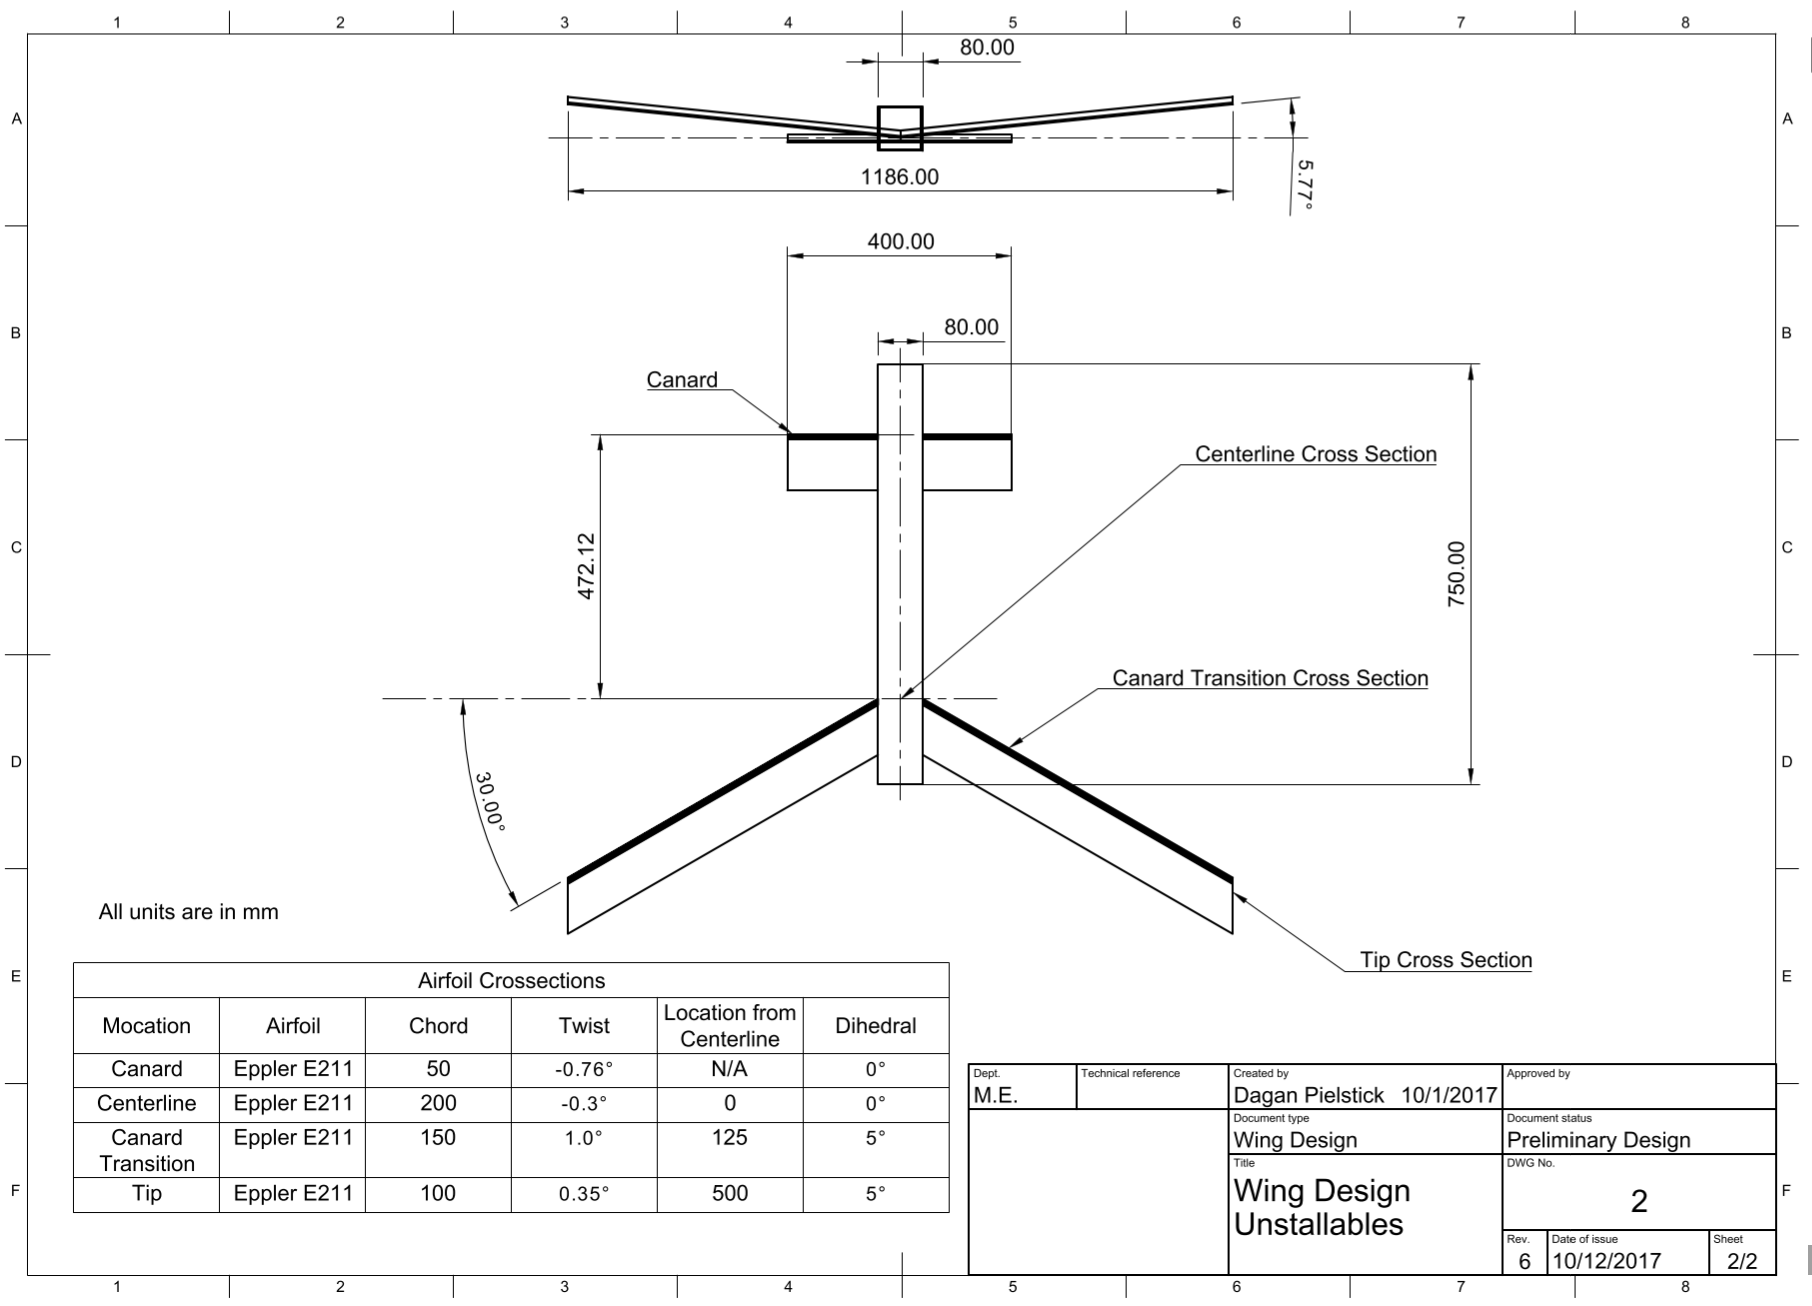 1 2 3 4 5 6 7 8
80.00
A A
5.77°
1186.00
400.00
B 80.00 B
Canard
Centerline Cross Section
C 472.12 750.00 C
Canard Transition Cross Section
D D
30.00°
All units are in mm
Tip Cross Section
E E
Airfoil Crossections
Mocation Airfoil Chord Twist Location from Centerline Dihedral
Canard Eppler E211 50 -0.76° N/A 0°
Centerline Eppler E211 200 -0.3° 0 0°
Canard Transition Eppler E211 150 1.0° 125 5°
Tip Eppler E211 100 0.35° 500 5°
Dept.
M.E.
Technical reference
Created by
Dagan Pielstick 10/1/2017
Approved by
Document type
Wing Design
Document status
Preliminary Design
Title
Wing Design
Unstallables
DWG No.
2
Rev.
6
Date of issue
10/12/2017
Sheet
2/2
F F
1 2 3 4 5 6 7 8